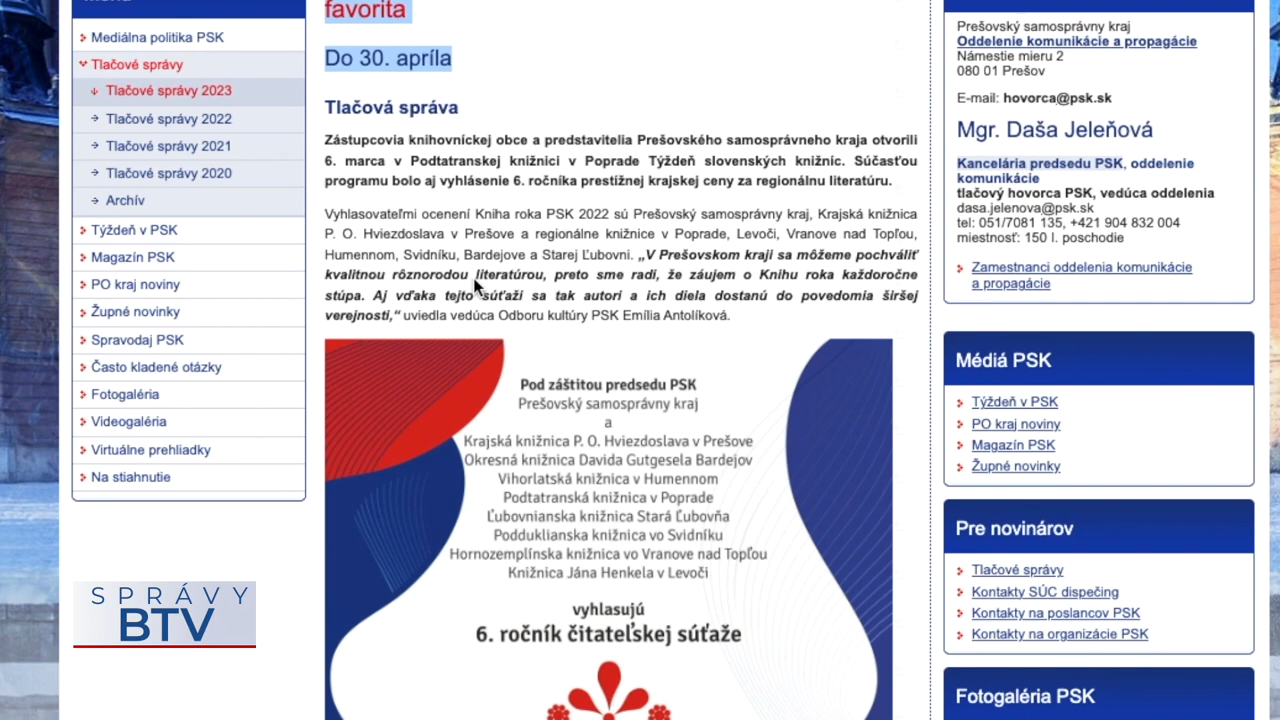 Mediálna politika PSK
Tlačové správy
Tlačové správy 2023
Tlačové správy 2022
Tlačové správy 2021
Tlačové správy 2020
Archív
Týždeň v PSK
Magazín PSK
PO kraj noviny
Župné novinky
Spravodaj PSK
Často kladené otázky
Fotogaléria
Videogaléria
Virtuálne prehliadky
Na stiahnutie
SPRÁVY
BTV
favorita
Do 30. apríla
Tlačová správa
Zástupcovia knihovníckej obce a predstavitelia Prešovského samosprávneho kraja otvorili
6. marca v Podtatranskej knižnici v Poprade Týždeň slovenských knižníc. Súčasťou
programu bolo aj vyhlásenie 6. ročníka prestížnej krajskej ceny za regionálnu literatúru.
Vyhlasovateľmi ocenení Kniha roka PSK 2022 sú Prešovský samosprávny kraj, Krajská knižnica
P. O. Hviezdoslava v Prešove a regionálne knižnice v Poprade, Levoči, Vranove nad Topľou,
Humennom, Svidníku, Bardejove a Starej Ľubovni. „V Prešovskom kraji sa môžeme pochváliť
kvalitnou rôznorodou literatúrou, preto sme radi, že záujem o Knihu roka každoročne
stúpa. Aj vďaka tejto súťaži sa tak autori a ich diela dostanú do povedomia širšej
verejnosti,“ uviedla vedúca Odboru kultúry PSK Emília Antolíková.
Pod záštitou predsedu PSK
Prešovský samosprávny kraj
a
Krajská knižnica P. O. Hviezdoslava v Prešove
Okresná knižnica Davida Gutgesela Bardejov
Vihorlatská knižnica v Humennom
Podtatranská knižnica v Poprade
Ľubovnianska knižnica Stará Ľubovňa
Podduklianska knižnica vo Svidníku
Hornozemplínska knižnica vo Vranove nad Topľou
Knižnica Jána Henkela v Levoči
vyhlasujú
6. ročník čitateľskej súťaže
Prešovský samosprávny kraj
Oddelenie komunikácie a propagácie
Námestie mieru 2
080 01 Prešov
E-mail: hovorca@psk.sk
Mgr. Daša Jeleňová
Kancelária predsedu PSK, oddelenie
komunikácie
tlačový hovorca PSK, vedúca oddelenia
dasa.jelenova@psk.sk
tel: 051/7081 135, +421 904 832 004
miestnosť: 150 I. poschodie
Zamestnanci oddelenia komunikácie
a propagácie
Médiá PSK
Týždeň v PSK
PO kraj noviny
Magazín PSK
Župné novinky
Pre novinárov
Tlačové správy
Kontakty SÚC dispečing
Kontakty na poslancov PSK
Kontakty na organizácie PSK
Fotogaléria PSK